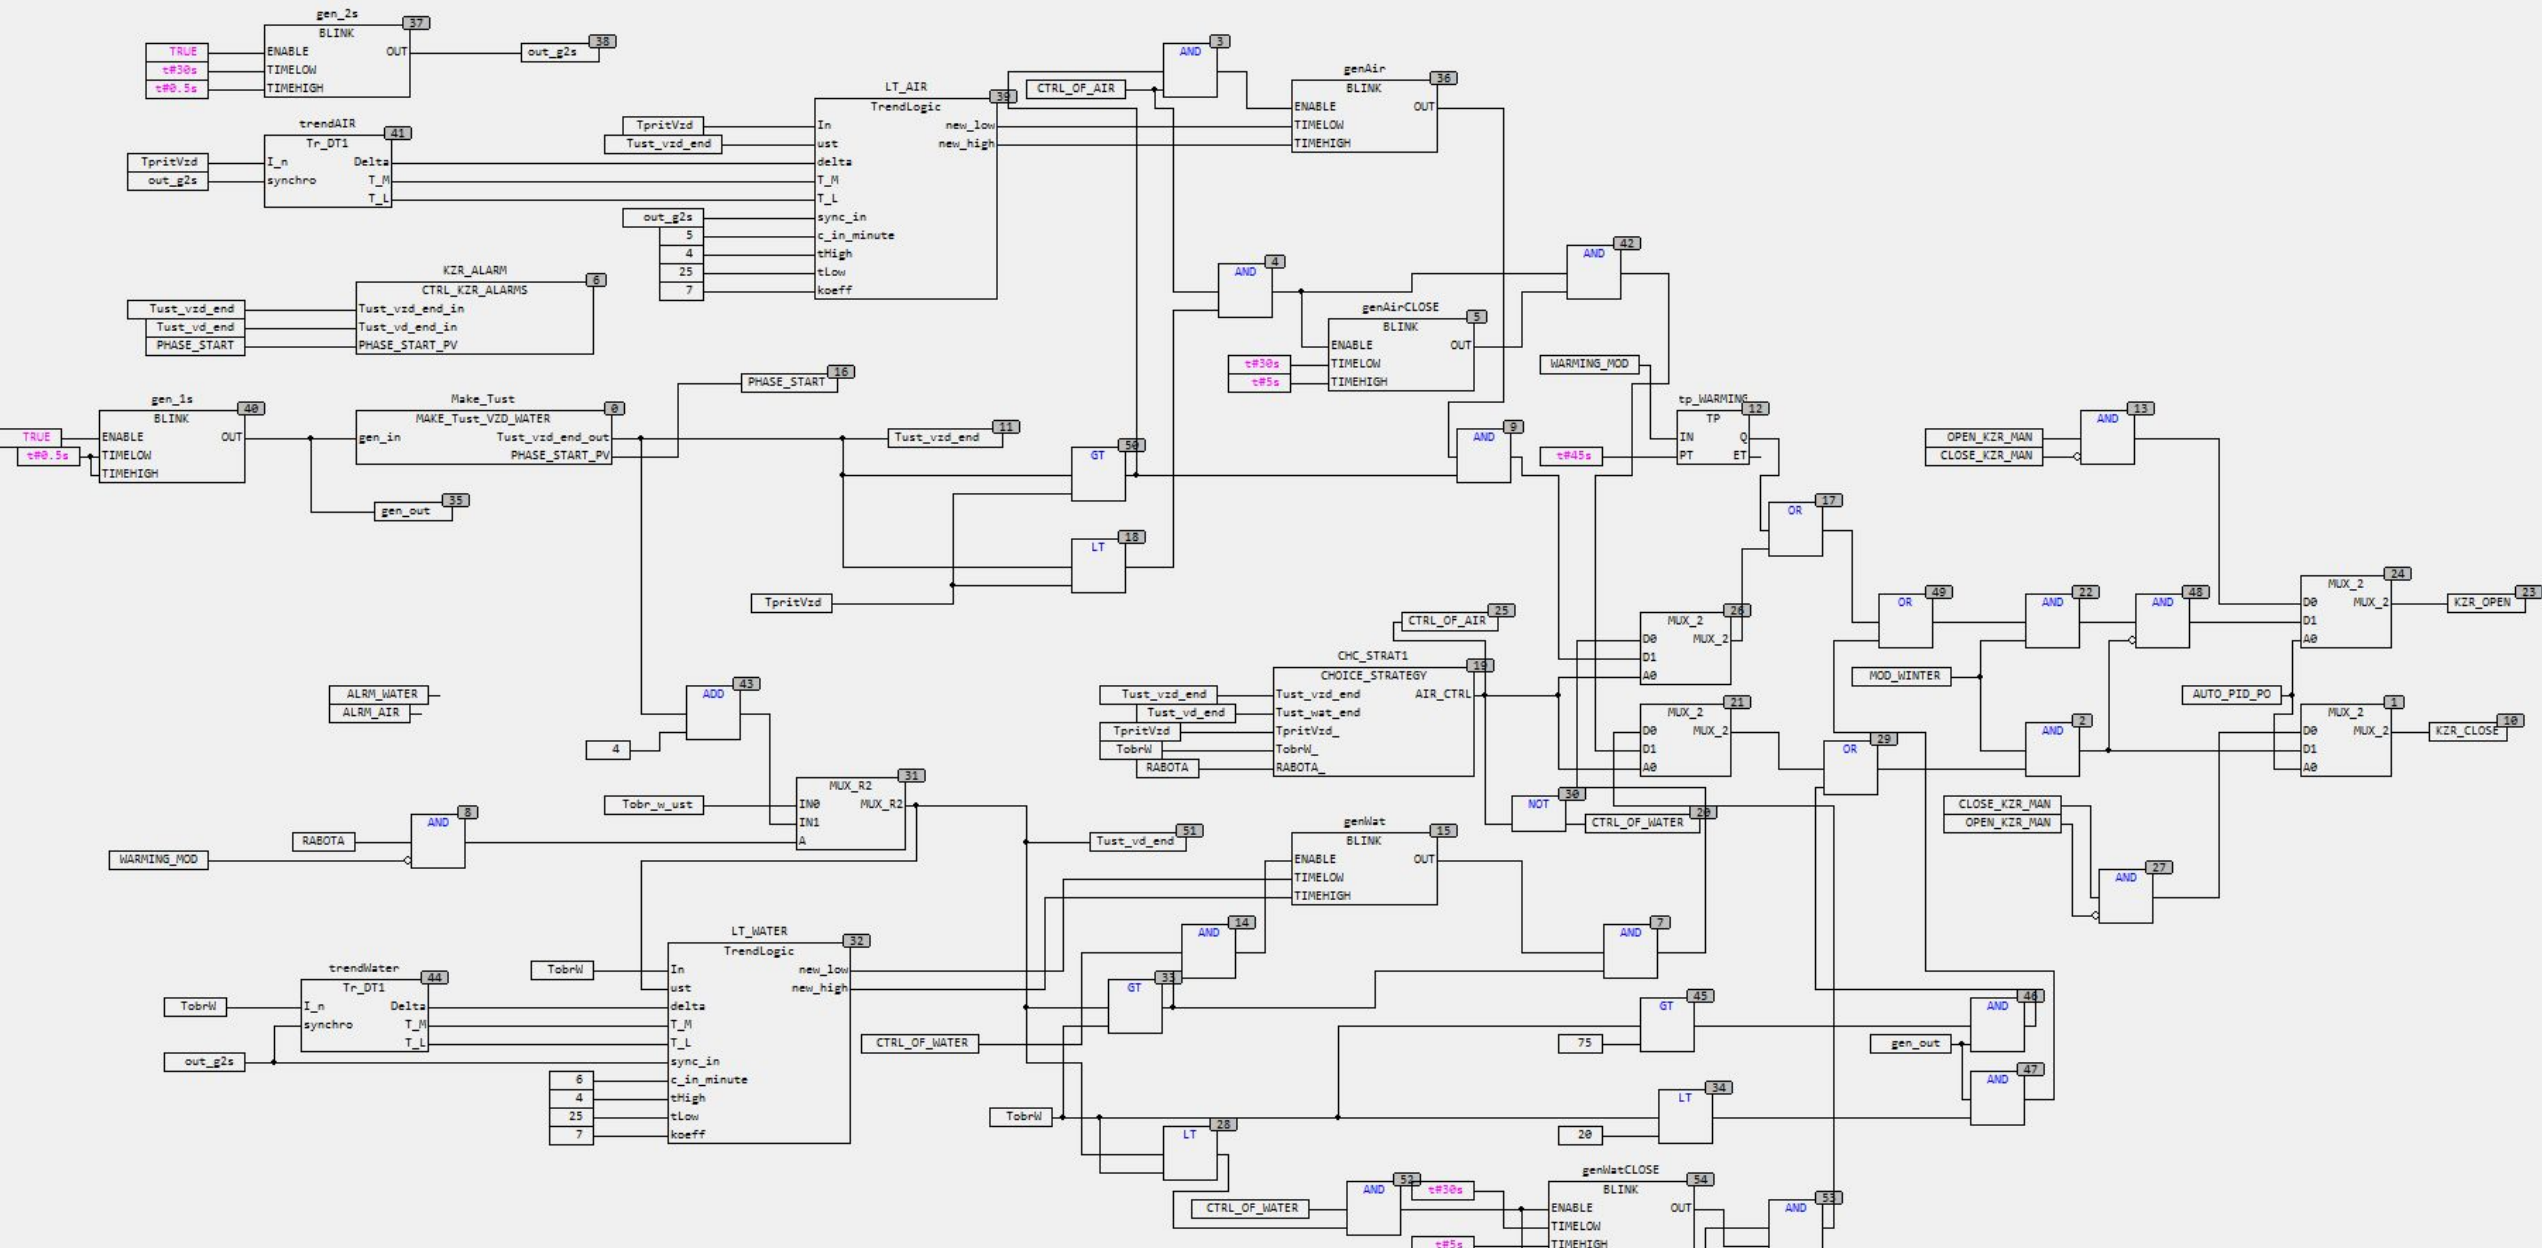 gen_2s
37
BLINK
TRUE
ENABLE
OUT
out_g2s
38
t#30s
TIMELOW
t#0.5s
TIMEHIGH
trendAIR
41
Tr_DT1
TpritVzd
I_n
Delta
out_g2s
synchro
T_M
T_L
LT_AIR
39
TrendLogic
TpritVzd
In
new_low
Tust_vzd_end
ust
new_high
delta
T_M
T_L
out_g2s
sync_in
5
c_in_minute
4
tHigh
25
tLow
7
koeff
AND
3
CTRL_OF_AIR
genAir
36
BLINK
ENABLE
OUT
TIMELOW
TIMEHIGH
KZR_ALARM
6
CTRL_KZR_ALARMS
Tust_vzd_end
Tust_vzd_end_in
Tust_vd_end
Tust_vd_end_in
PHASE_START
PHASE_START_PV
AND
4
AND
42
genAirCLOSE
5
BLINK
ENABLE
OUT
t#30s
TIMELOW
t#5s
TIMEHIGH
WARMING_MOD
tp_WARMING
12
TP
IN
Q
t#45s
PT
ET
PHASE_START
16
gen_1s
40
BLINK
TRUE
ENABLE
OUT
t#0.5s
TIMELOW
TIMEHIGH
Make_Tust
0
MAKE_Tust_VZD_WATER
gen_in
Tust_vzd_end_out
PHASE_START_PV
Tust_vzd_end
11
gen_out
35
GT
50
AND
9
LT
18
TpritVzd
AND
13
OPEN_KZR_MAN
CLOSE_KZR_MAN
OR
17
OR
49
AND
22
AND
48
MUX_2
24
D0
MUX_2
D1
A0
KZR_OPEN
23
MOD_WINTER
AUTO_PID_PO
CTRL_OF_AIR
25
MUX_2
26
D0
MUX_2
D1
A0
CHC_STRAT1
19
CHOICE_STRATEGY
Tust_vzd_end
Tust_vzd_end
AIR_CTRL
Tust_vd_end
Tust_wat_end
TpritVzd
TpritVzd_
TobrW
TobrW_
RABOTA
RABOTA_
MUX_2
21
D0
MUX_2
D1
A0
OR
29
AND
2
MUX_2
1
D0
MUX_2
D1
A0
KZR_CLOSE
10
ALRM_WATER
ALRM_AIR
ADD
43
4
MUX_R2
31
Tobr_w_ust
IN0
MUX_R2
IN1
A
AND
8
RABOTA
WARMING_MOD
NOT
30
CTRL_OF_WATER
20
CLOSE_KZR_MAN
OPEN_KZR_MAN
AND
27
Tust_vd_end
51
genWat
15
BLINK
ENABLE
OUT
TIMELOW
TIMEHIGH
AND
14
AND
7
LT_WATER
32
TrendLogic
TobrW
In
new_low
ust
new_high
delta
T_M
T_L
sync_in
6
c_in_minute
4
tHigh
25
tLow
7
koeff
trendWater
44
Tr_DT1
TobrW
I_n
Delta
synchro
T_M
T_L
out_g2s
GT
33
CTRL_OF_WATER
GT
45
75
AND
46
gen_out
AND
47
LT
34
20
TobrW
LT
28
AND
52
CTRL_OF_WATER
genWatCLOSE
54
BLINK
t#30s
ENABLE
OUT
TIMELOW
t#5s
TIMEHIGH
AND
53